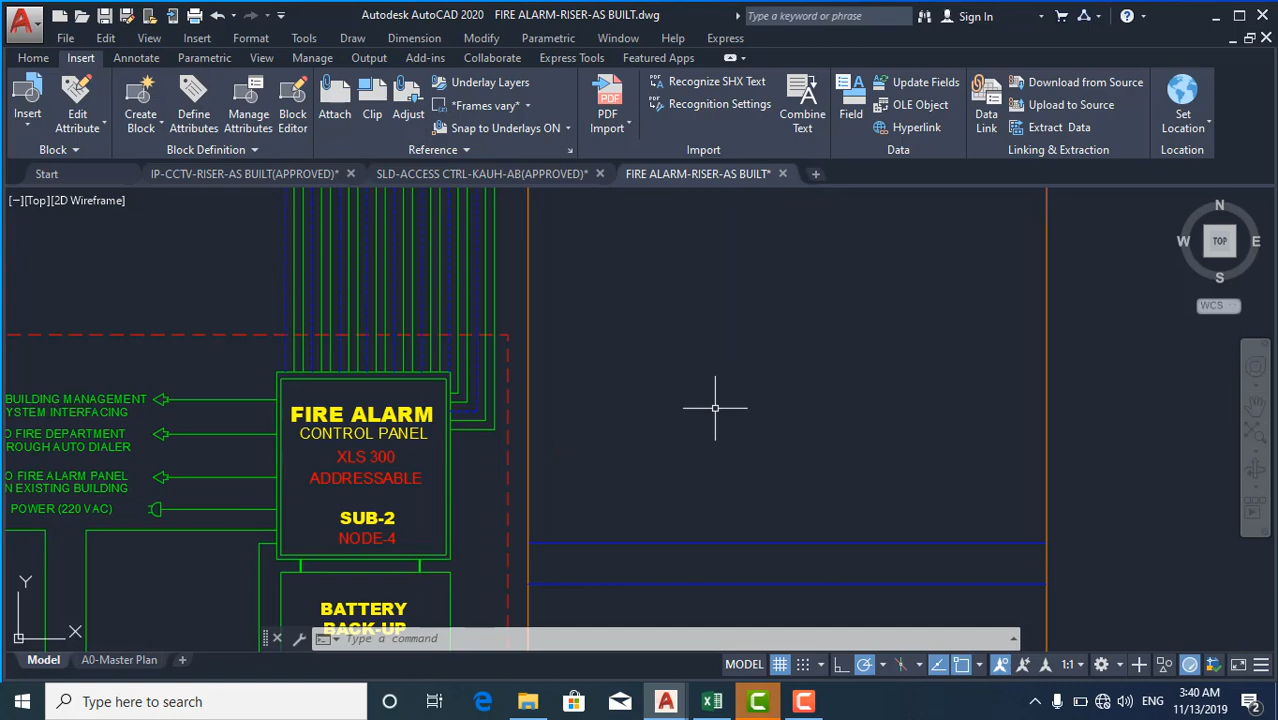 Autodesk AutoCAD 2020 FIRE ALARM-RISER-AS BUILT.dwg
Type a keyword or phrase
Sign In
File Edit View Insert Format Tools Draw Dimension Modify Parametric Window Help Express
Home Insert Annotate Parametric View Manage Output Add-ins Collaborate Express Tools Featured Apps
Insert
Edit
Attribute
Create
Block
Define
Attributes
Manage
Attributes
Block
Editor
Attach
Clip
Adjust
Underlay Layers
*Frames vary*
Snap to Underlays ON
PDF
Import
Recognize SHX Text
Recognition Settings
Combine
Text
Field
Update Fields
OLE Object
Hyperlink
Data
Link
Download from Source
Upload to Source
Extract Data
Set
Location
Block
Block Definition
Reference
Import
Data
Linking & Extraction
Location
Start
IP-CCTV-RISER-AS BUILT(APPROVED)*
SLD-ACCESS CTRL-KAUH-AB(APPROVED)*
FIRE ALARM-RISER-AS BUILT*
[−][Top][2D Wireframe]
N
W
TOP
E
S
WCS
BUILDING MANAGEMENT
SYSTEM INTERFACING
O FIRE DEPARTMENT
ROUGH AUTO DIALER
O FIRE ALARM PANEL
N EXISTING BUILDING
POWER (220 VAC)
FIRE ALARM
CONTROL PANEL
XLS 300
ADDRESSABLE
SUB-2
NODE-4
BATTERY
BACK-UP
Y
X
Type a command
Model
A0-Master Plan
MODEL
1:1
Type here to search
ENG
3:40 AM
11/13/2019
2